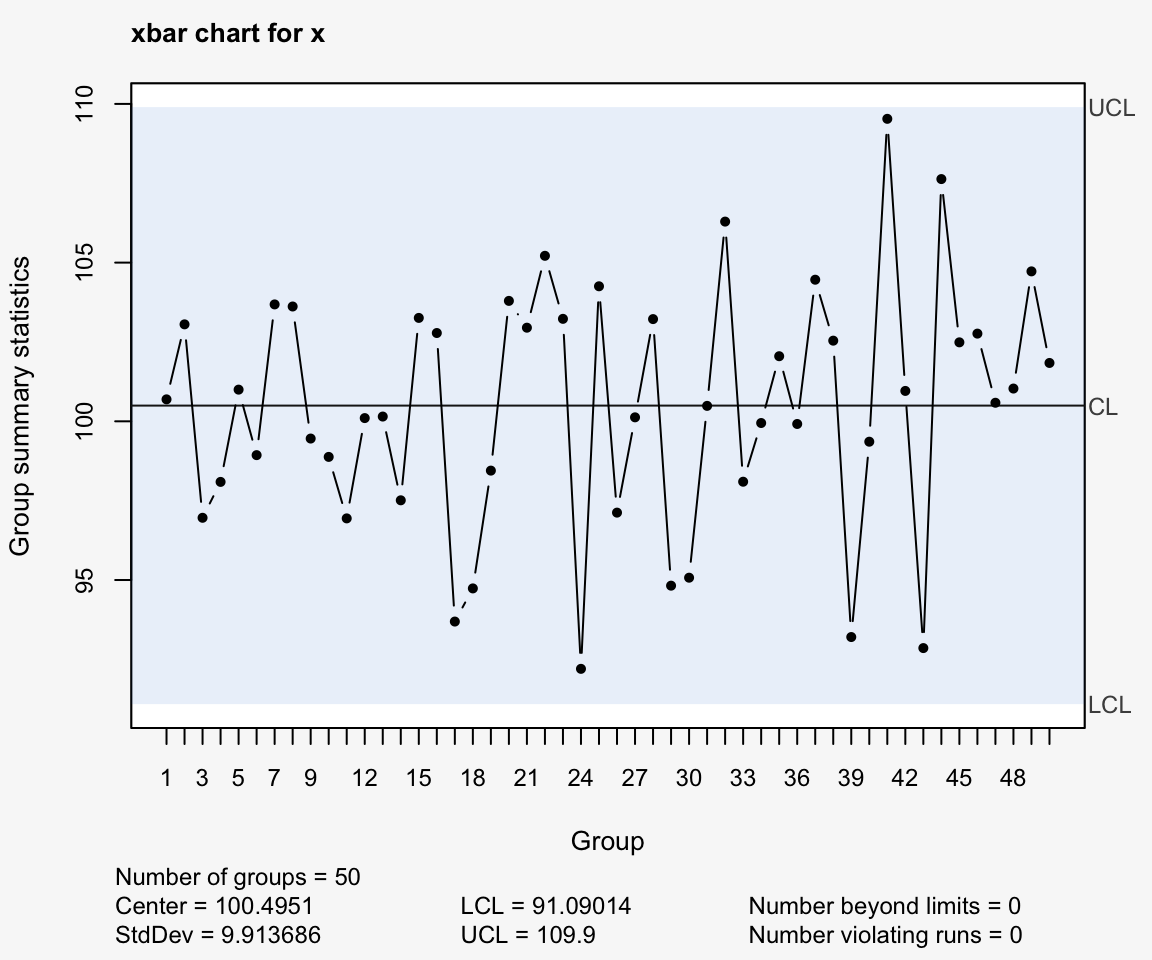 xbar chart for x
Group summary statistics
110
105
100
95
UCL
CL
LCL
1 3 5 7 9 12 15 18 21 24 27 30 33 36 39 42 45 48
Group
Number of groups = 50
Center = 100.4951 LCL = 91.09014 Number beyond limits = 0
StdDev = 9.913686 UCL = 109.9 Number violating runs = 0